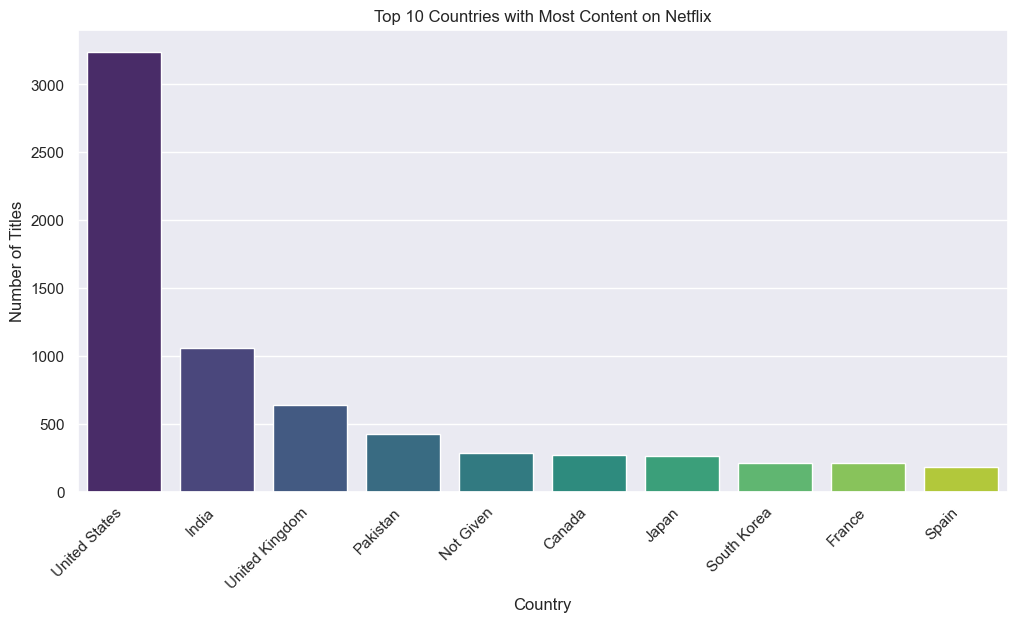 Top 10 Countries with Most Content on Netflix
Number of Titles
3000
2500
2000
1500
1000
500
0
United States
India
United Kingdom
Pakistan
Not Given
Canada
Japan
South Korea
France
Spain
Country